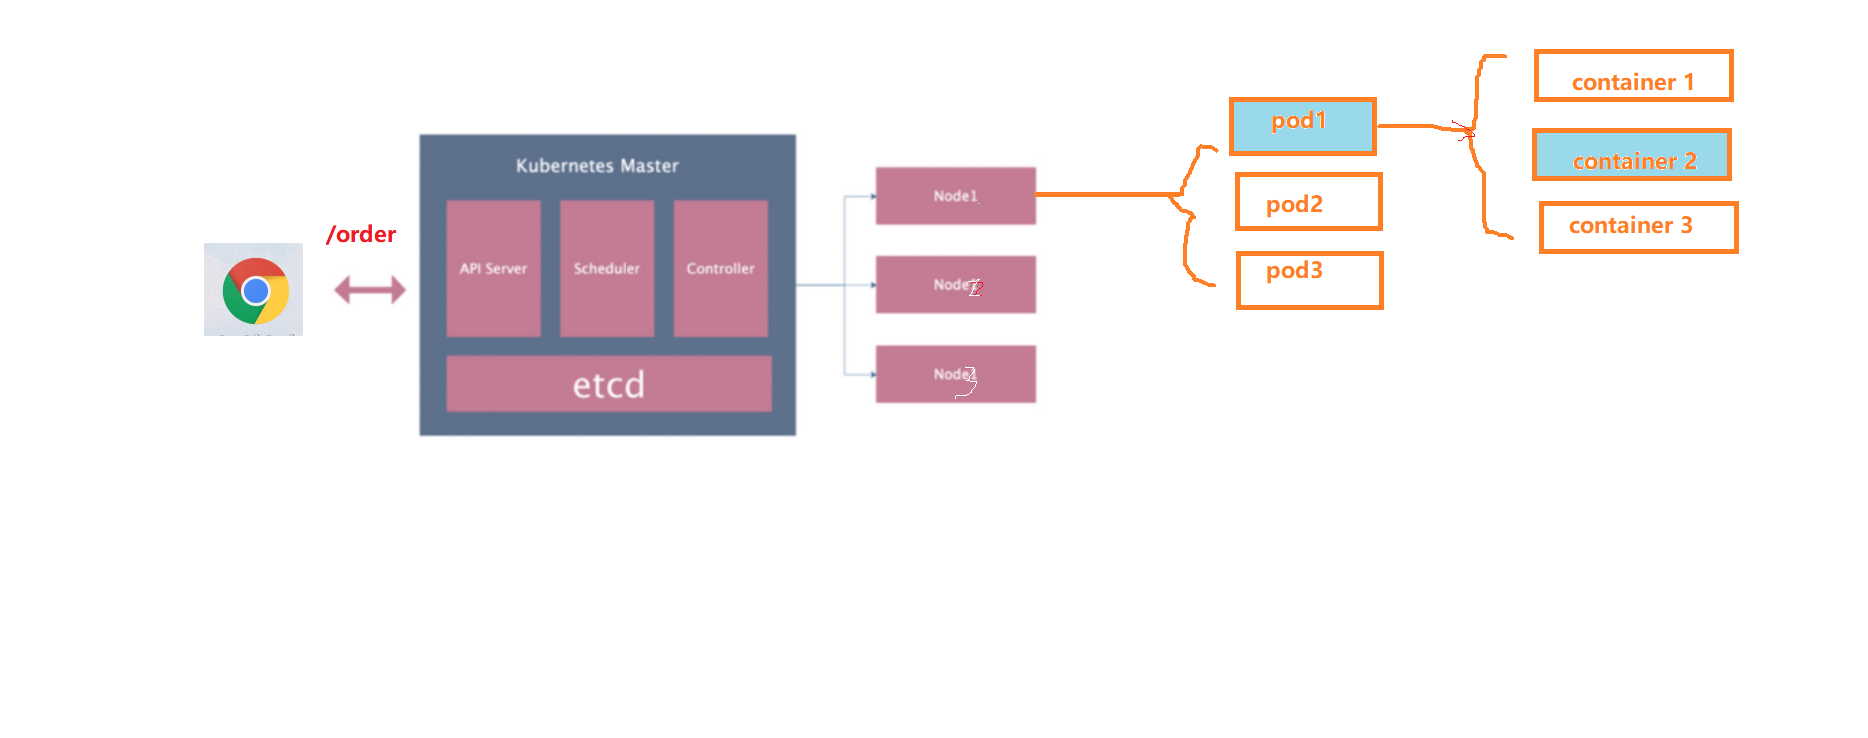 /order
Kubernetes Master
API Server
Scheduler
Controller
etcd
Node1
Node2
Node3
pod1
pod2
pod3
container 1
container 2
container 3